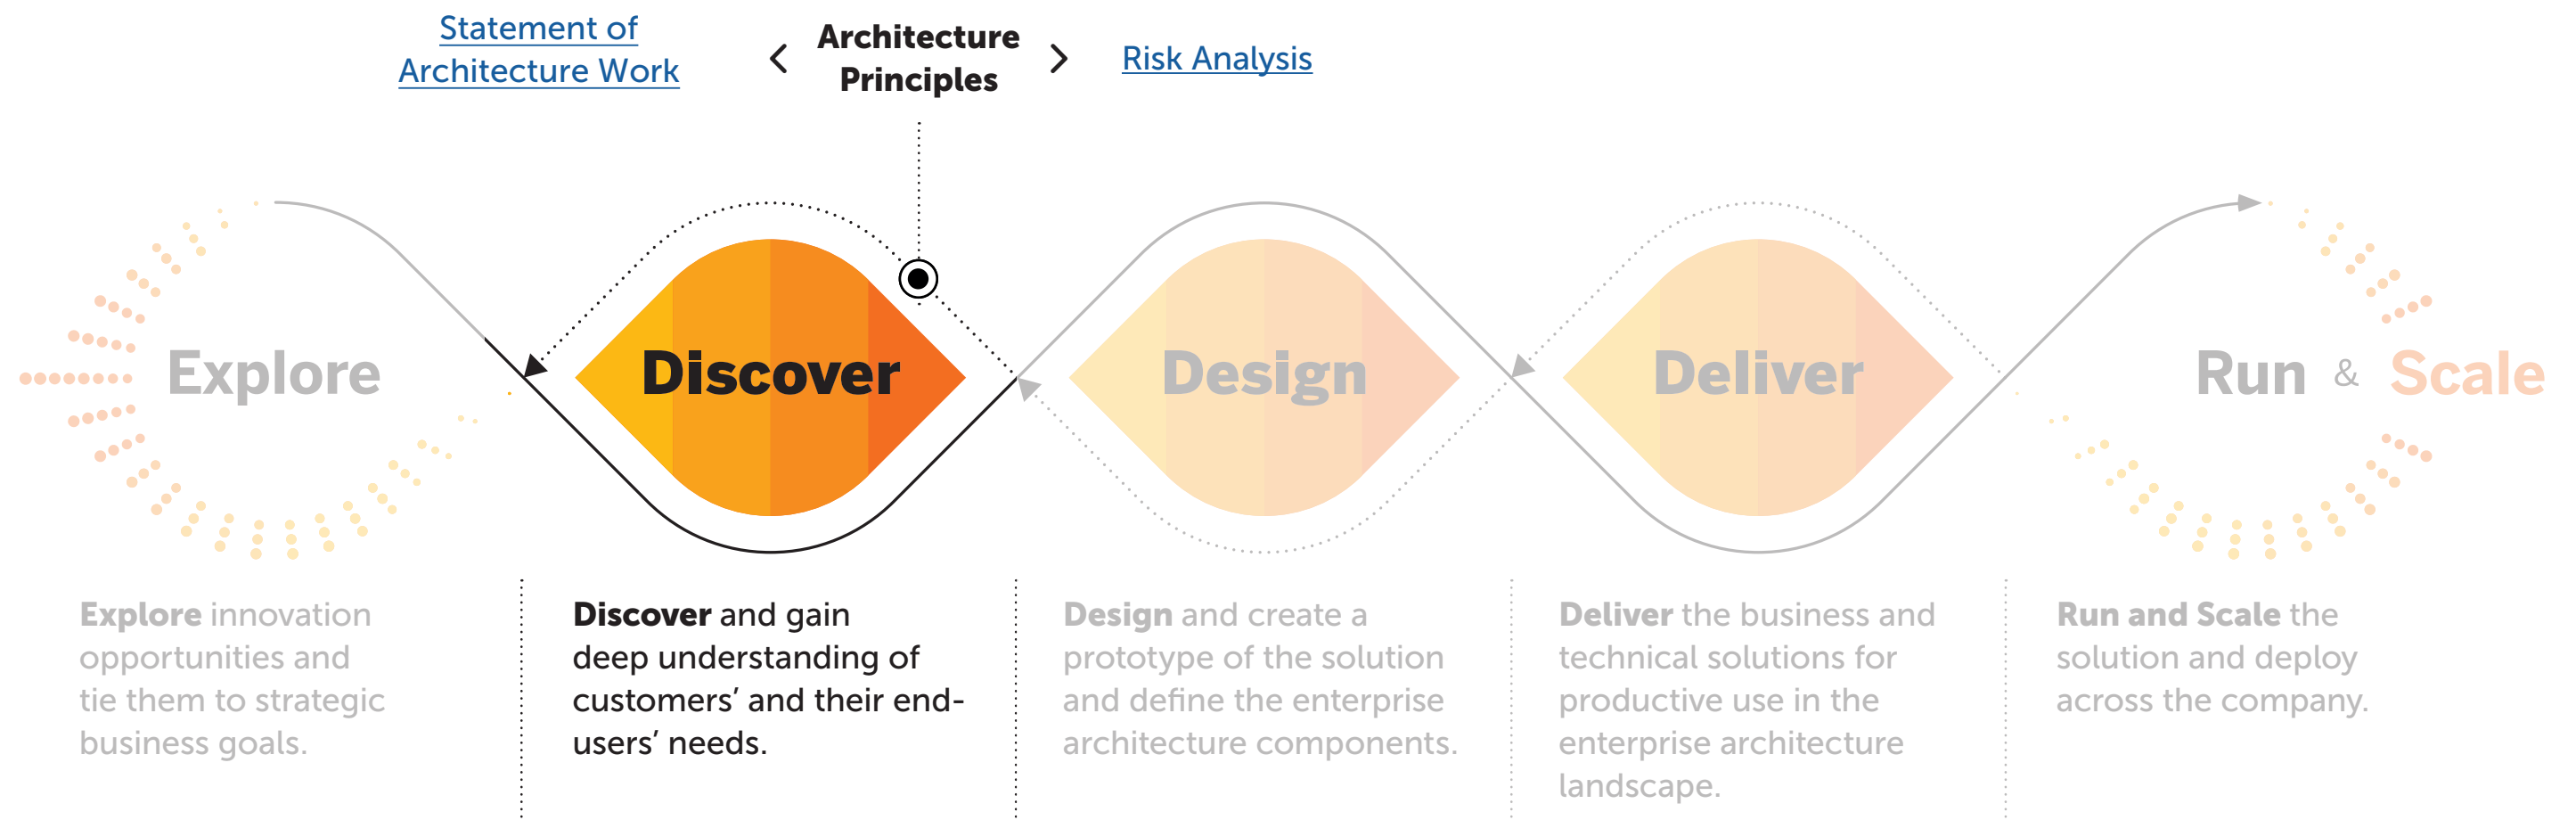 Statement of
Architecture Work
< Architecture
Principles >
Risk Analysis
Explore
Discover
Design
Deliver
Run & Scale
Explore innovation
opportunities and
tie them to strategic
business goals.
Discover and gain
deep understanding of
customers’ and their end-
users’ needs.
Design and create a
prototype of the solution
and define the enterprise
architecture components.
Deliver the business and
technical solutions for
productive use in the
enterprise architecture
landscape.
Run and Scale the
solution and deploy
across the company.